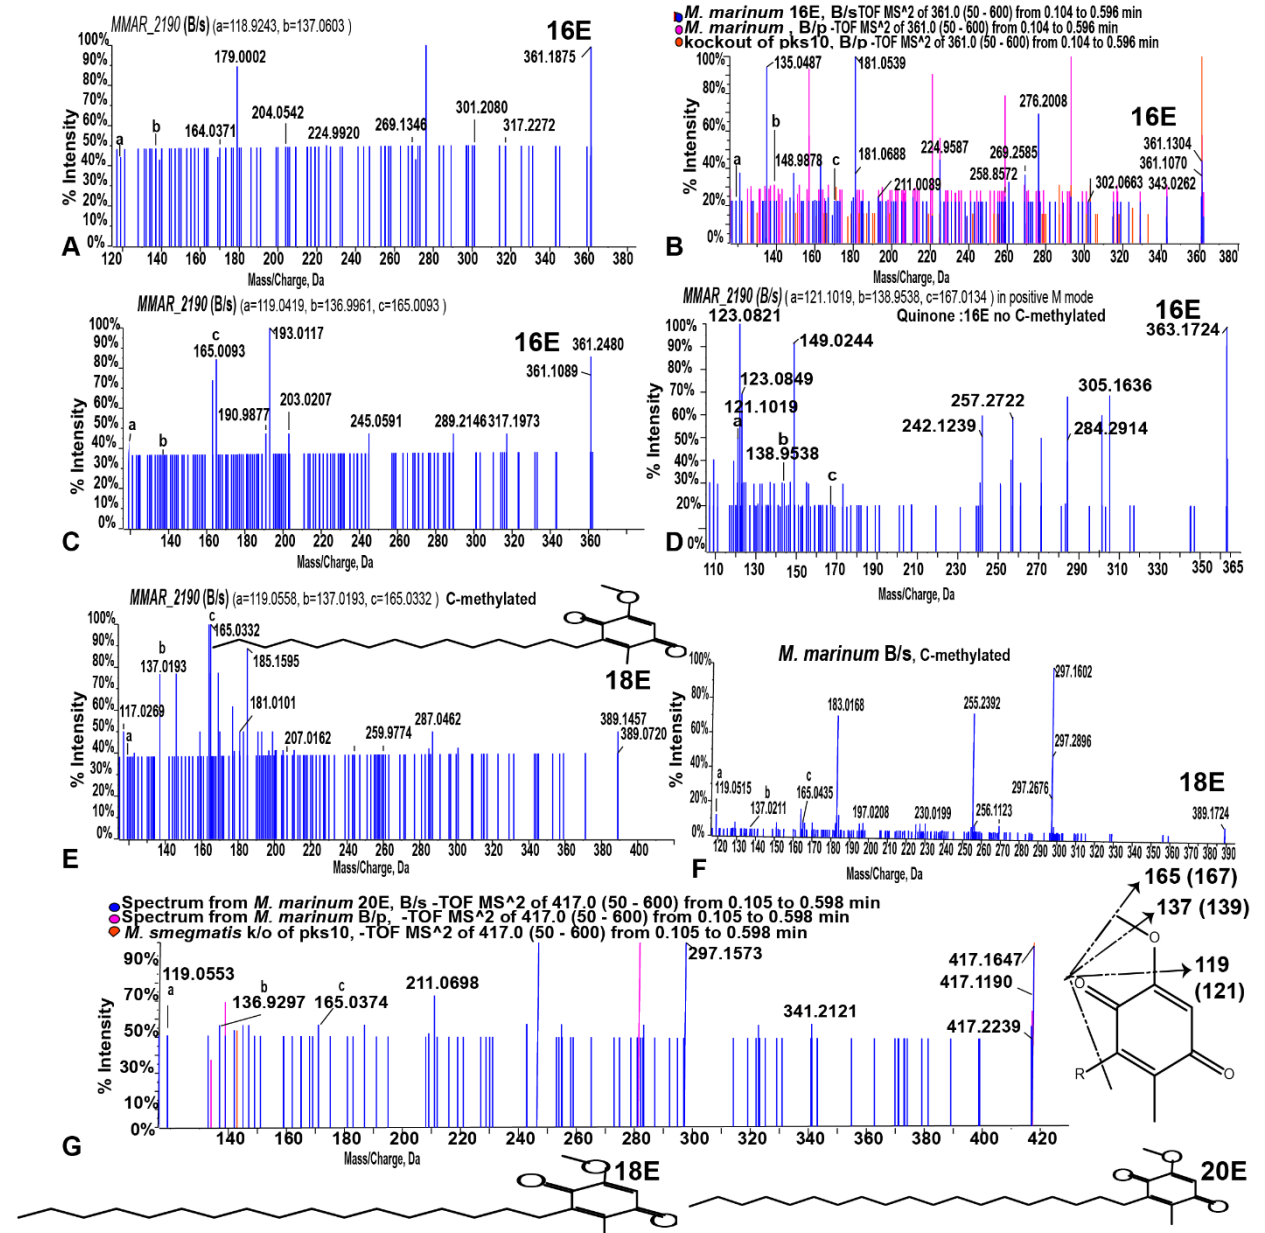 MMAR_2190 (B/s) (a=118.9243, b=137.0603)
16E
361.1875
179.0002
204.0542
301.2080
a
b
164.0371
224.9920
269.1346
317.2272
% Intensity
100%
90%
80%
70%
60%
50%
40%
30%
20%
10%
0%
120 140 160 180 200 220 240 260 280 300 320 340 360 380
Mass/Charge, Da
A
M. marinum 16E, B/s TOF MS^2 of 361.0 (50 - 600) from 0.104 to 0.596 min
M. marinum , B/p -TOF MS^2 of 361.0 (50 - 600) from 0.104 to 0.596 min
kockout of pks10, B/p -TOF MS^2 of 361.0 (50 - 600) from 0.104 to 0.596 min
135.0487
181.0539
276.2008
16E
b
a
148.9878
c
181.0688
224.9587
269.2585
361.1304
361.1070
211.0089
258.8572
302.0663
343.0262
% Intensity
100%
80%
60%
40%
20%
0%
140 160 180 200 220 240 260 280 300 320 340 360 380
Mass/Charge, Da
B
MMAR_2190 (B/s) (a=119.0419, b=136.9961, c=165.0093 )
c
165.0093
193.0117
16E
361.2480
361.1089
190.9877
203.0207
245.0591
289.2146
317.1973
a
b
% Intensity
100%
90%
80%
70%
60%
50%
40%
30%
20%
10%
0%
140 160 180 200 220 240 260 280 300 320 340 360
Mass/Charge, Da
C
MMAR_2190 (B/s) ( a=121.1019, b=138.9538, c=167.0134 ) in positive M mode
Quinone :16E no C-methylated
16E
123.0821
149.0244
363.1724
123.0849
121.1019
a
305.1636
257.2722
242.1239
284.2914
b
138.9538
c
% Intensity
100%
90%
80%
70%
60%
50%
40%
30%
20%
0%
110 130 150 170 190 210 230 250 270 290 310 330 350 365
Mass/Charge, Da
D
MMAR_2190 (B/s) (a=119.0558, b=137.0193, c=165.0332 ) C-methylated
c
165.0332
b
137.0193
185.1595
18E
117.0269
a
181.0101
207.0162
259.9774
287.0462
389.1457
389.0720
% Intensity
100%
90%
80%
70%
60%
50%
40%
30%
20%
10%
0%
120 140 160 180 200 220 240 260 280 300 320 340 360 380 400
Mass/Charge, Da
E
M. marinum B/s, C-methylated
297.1602
183.0168
255.2392
297.2896
18E
a
119.0515
b
137.0211
c
165.0435
197.0208
230.0199
256.1123
297.2676
389.1724
% Intensity
100%
80%
60%
40%
20%
0%
120 130 140 150 160 170 180 190 200 210 220 230 240 250 260 270 280 290 300 310 320 330 340 350 360 370 380 390
Mass/Charge, Da
F
Spectrum from M. marinum 20E, B/s -TOF MS^2 of 417.0 (50 - 600) from 0.105 to 0.598 min
Spectrum from M. marinum B/p, -TOF MS^2 of 417.0 (50 - 600) from 0.105 to 0.598 min
M. smegmatis k/o of pks10, -TOF MS^2 of 417.0 (50 - 600) from 0.105 to 0.598 min
119.0553
a
b
136.9297
c
165.0374
211.0698
297.1573
341.2121
417.1647
417.1190
417.2239
% Intensity
90%
70%
50%
30%
10%
0%
140 160 180 200 220 240 260 280 300 320 340 360 380 400 420
Mass/Charge, Da
G
165 (167)
137 (139)
119
(121)
O
O
R
O
18E
20E